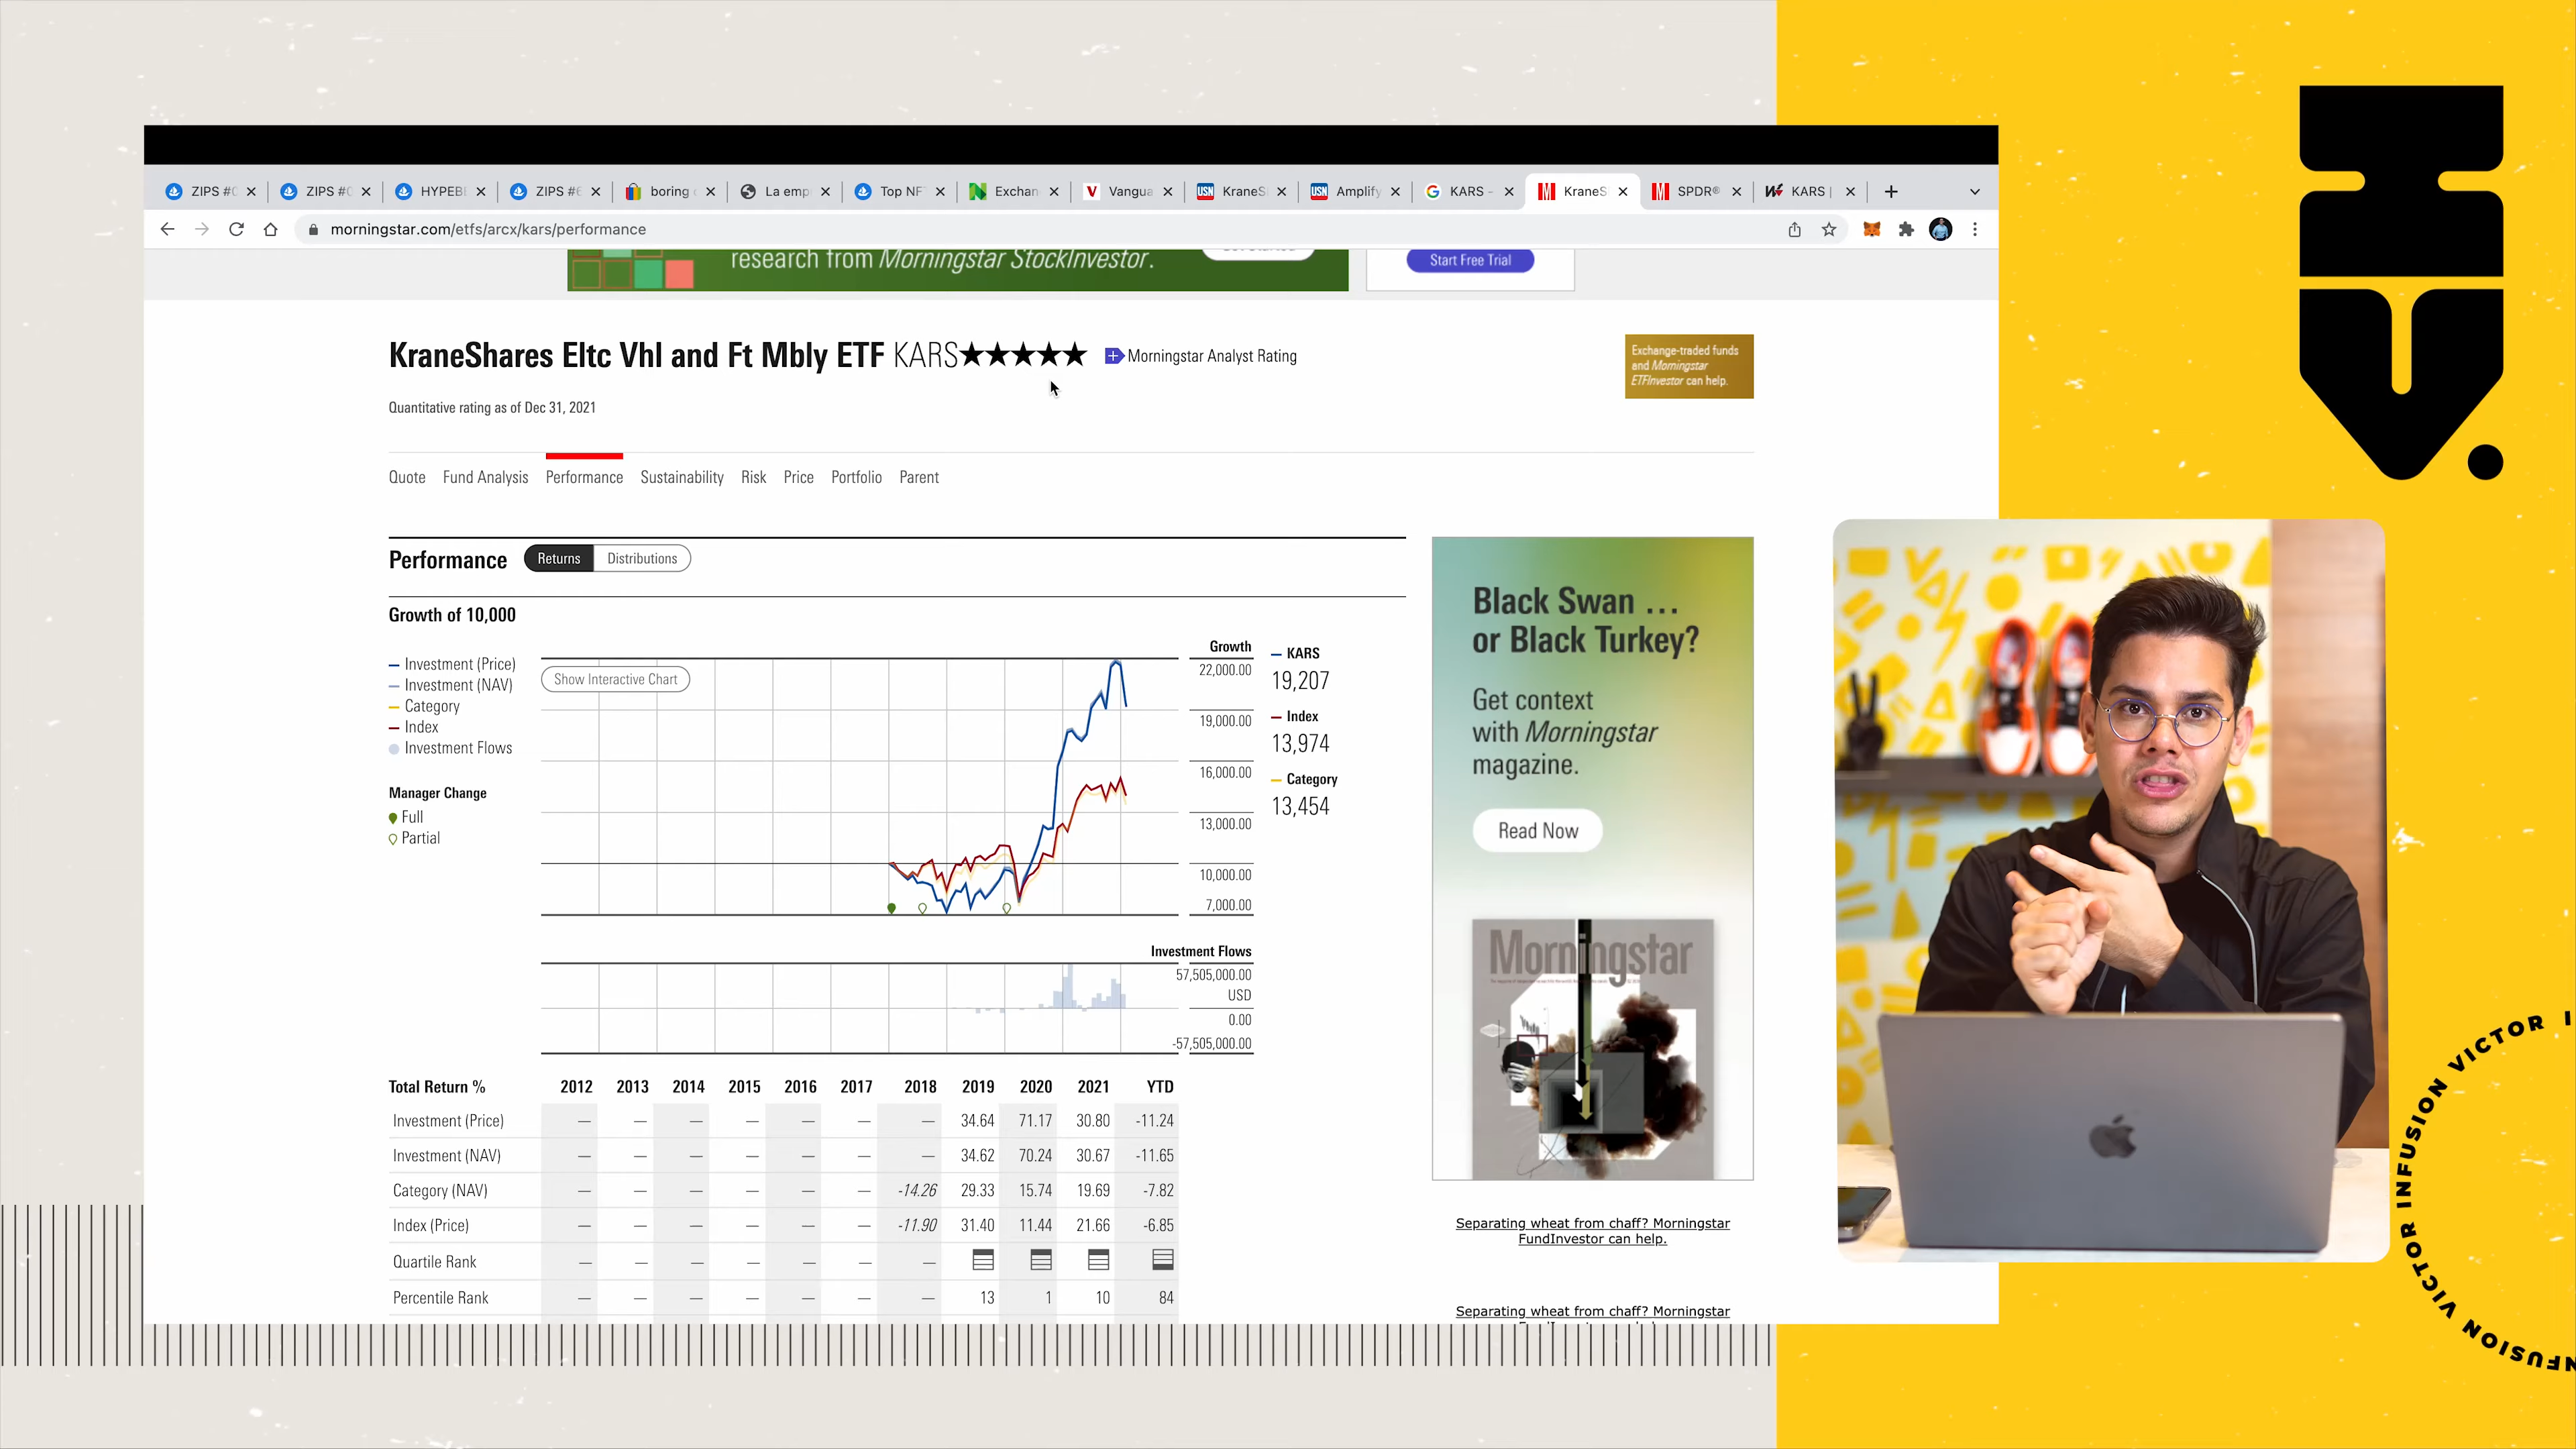 ZIPS #0
ZIPS #0
HYPEB
ZIPS #6
boring
La emp
Top NF
Exchan
Vangua
KraneS
Amplify
KARS -
KraneS
SPDR®
KARS |
morningstar.com/etfs/arcx/kars/performance
research from Morningstar StockInvestor.
Start Free Trial
KraneShares Eltc Vhl and Ft Mbly ETF KARS★★★★★
Morningstar Analyst Rating
Exchange-traded funds
and Morningstar
ETFInvestor can help.
Quantitative rating as of Dec 31, 2021
Quote Fund Analysis Performance Sustainability Risk Price Portfolio Parent
Performance Returns Distributions
Growth of 10,000
Investment (Price)
Investment (NAV)
Category
Index
Investment Flows
Manager Change
Full
Partial
Show Interactive Chart
Growth
22,000.00
19,000.00
16,000.00
13,000.00
10,000.00
7,000.00
KARS
19,207
Index
13,974
Category
13,454
Investment Flows
57,505,000.00
USD
0.00
-57,505,000.00
Total Return % 2012 2013 2014 2015 2016 2017 2018 2019 2020 2021 YTD
Investment (Price) — — — — — — — 34.64 71.17 30.80 -11.24
Investment (NAV) — — — — — — — 34.62 70.24 30.67 -11.65
Category (NAV) — — — — — — -14.26 29.33 15.74 19.69 -7.82
Index (Price) — — — — — — -11.90 31.40 11.44 21.66 -6.85
Quartile Rank — — — — — — —
Percentile Rank — — — — — — — 13 1 10 84
Black Swan ...
or Black Turkey?
Get context
with Morningstar
magazine.
Read Now
Morningstar
Separating wheat from chaff? Morningstar
FundInvestor can help.
Separating wheat from chaff? Morningstar
VICTOR INFUSION VICTOR I